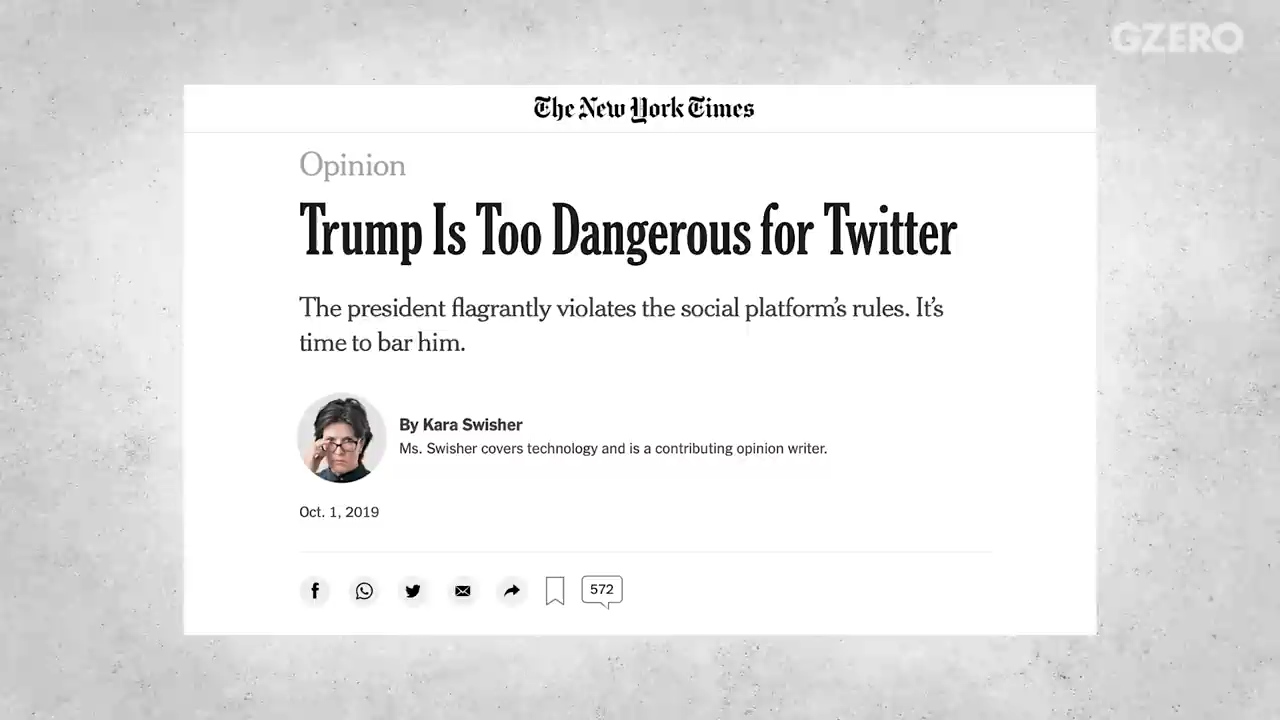 GZERO
The New York Times
Opinion
Trump Is Too Dangerous for Twitter
The president flagrantly violates the social platform's rules. It's
time to bar him.
By Kara Swisher
Ms. Swisher covers technology and is a contributing opinion writer.
Oct. 1, 2019
572